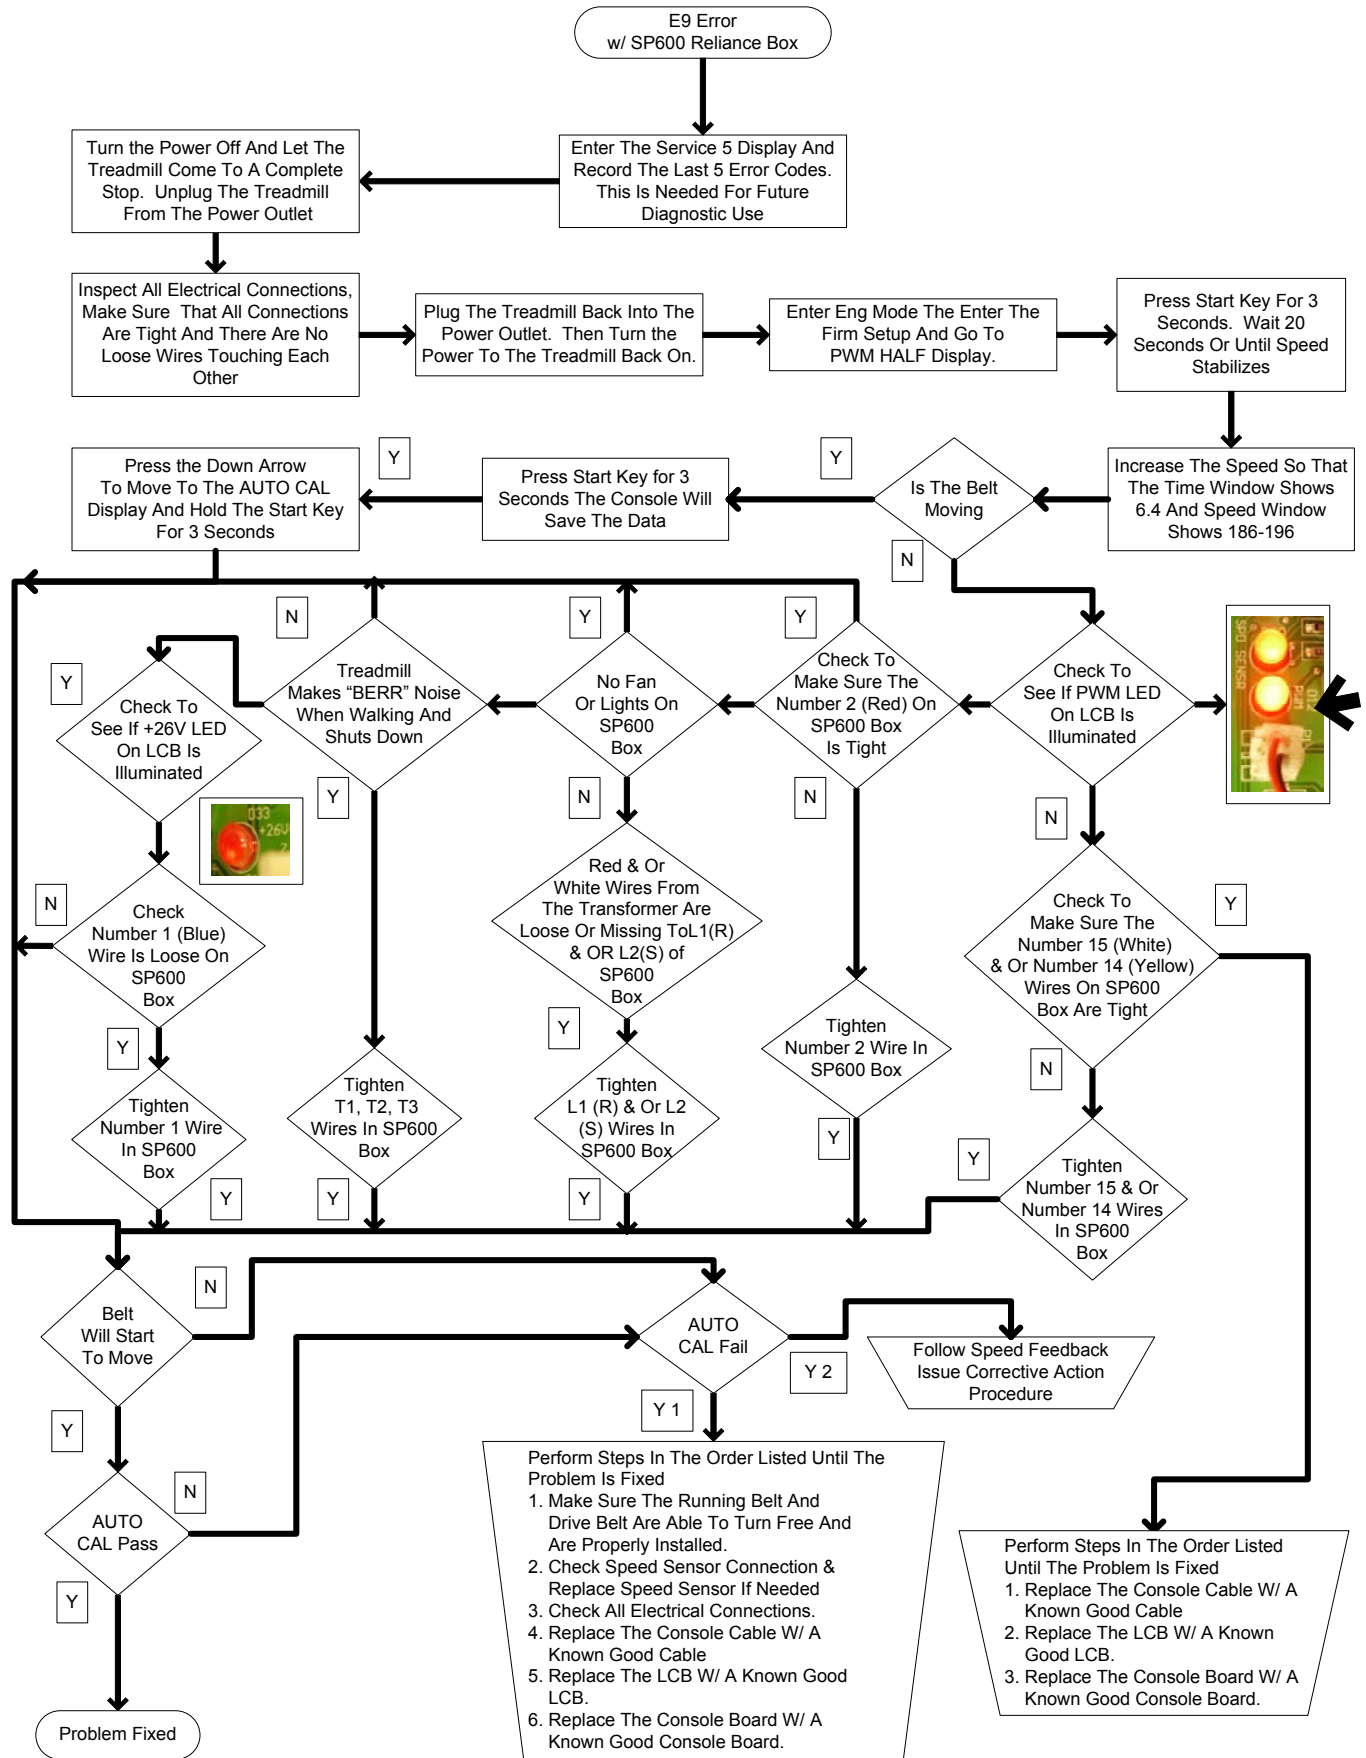 E9 Error
w/ SP600 Reliance Box
Enter The Service 5 Display And
Record The Last 5 Error Codes.
This Is Needed For Future
Diagnostic Use
Turn the Power Off And Let The
Treadmill Come To A Complete
Stop. Unplug The Treadmill
From The Power Outlet
Inspect All Electrical Connections,
Make Sure That All Connections
Are Tight And There Are No
Loose Wires Touching Each
Other
Plug The Treadmill Back Into The
Power Outlet. Then Turn the
Power To The Treadmill Back On.
Enter Eng Mode The Enter The
Firm Setup And Go To
PWM HALF Display.
Press Start Key For 3
Seconds. Wait 20
Seconds Or Until Speed
Stabilizes
Increase The Speed So That
The Time Window Shows
6.4 And Speed Window
Shows 186-196
Is The Belt
Moving
Y
Press Start Key for 3
Seconds The Console Will
Save The Data
Y
Press the Down Arrow
To Move To The AUTO CAL
Display And Hold The Start Key
For 3 Seconds
N
Check To
See If PWM LED
On LCB Is
Illuminated
SPD SENSR
PWM
Y
Check To
Make Sure The
Number 2 (Red) On
SP600 Box
Is Tight
Y
No Fan
Or Lights On
SP600
Box
N
Treadmill
Makes “BERR” Noise
When Walking And
Shuts Down
Y
Check To
See If +26V LED
On LCB Is
Illuminated
D33
+26V
Y
N
N
N
Red & Or
White Wires From
The Transformer Are
Loose Or Missing ToL1(R)
& OR L2(S) of
SP600
Box
Check To
Make Sure The
Number 15 (White)
& Or Number 14 (Yellow)
Wires On SP600
Box Are Tight
Y
N
Check
Number 1 (Blue)
Wire Is Loose On
SP600
Box
Y
Y
N
Tighten
Number 1 Wire
In SP600
Box
Tighten
T1, T2, T3
Wires In SP600
Box
Tighten
L1 (R) & Or L2
(S) Wires In
SP600 Box
Tighten
Number 2 Wire In
SP600 Box
Tighten
Number 15 & Or
Number 14 Wires
In SP600
Box
Y
Y
Y
Y
Y
Belt
Will Start
To Move
N
AUTO
CAL Fail
Y 2
Follow Speed Feedback
Issue Corrective Action
Procedure
Y 1
Y
AUTO
CAL Pass
N
Y
Problem Fixed
Perform Steps In The Order Listed Until The
Problem Is Fixed
1. Make Sure The Running Belt And
Drive Belt Are Able To Turn Free And
Are Properly Installed.
2. Check Speed Sensor Connection &
Replace Speed Sensor If Needed
3. Check All Electrical Connections.
4. Replace The Console Cable W/ A
Known Good Cable
5. Replace The LCB W/ A Known Good
LCB.
6. Replace The Console Board W/ A
Known Good Console Board.
Perform Steps In The Order Listed
Until The Problem Is Fixed
1. Replace The Console Cable W/ A
Known Good Cable
2. Replace The LCB W/ A Known
Good LCB.
3. Replace The Console Board W/ A
Known Good Console Board.